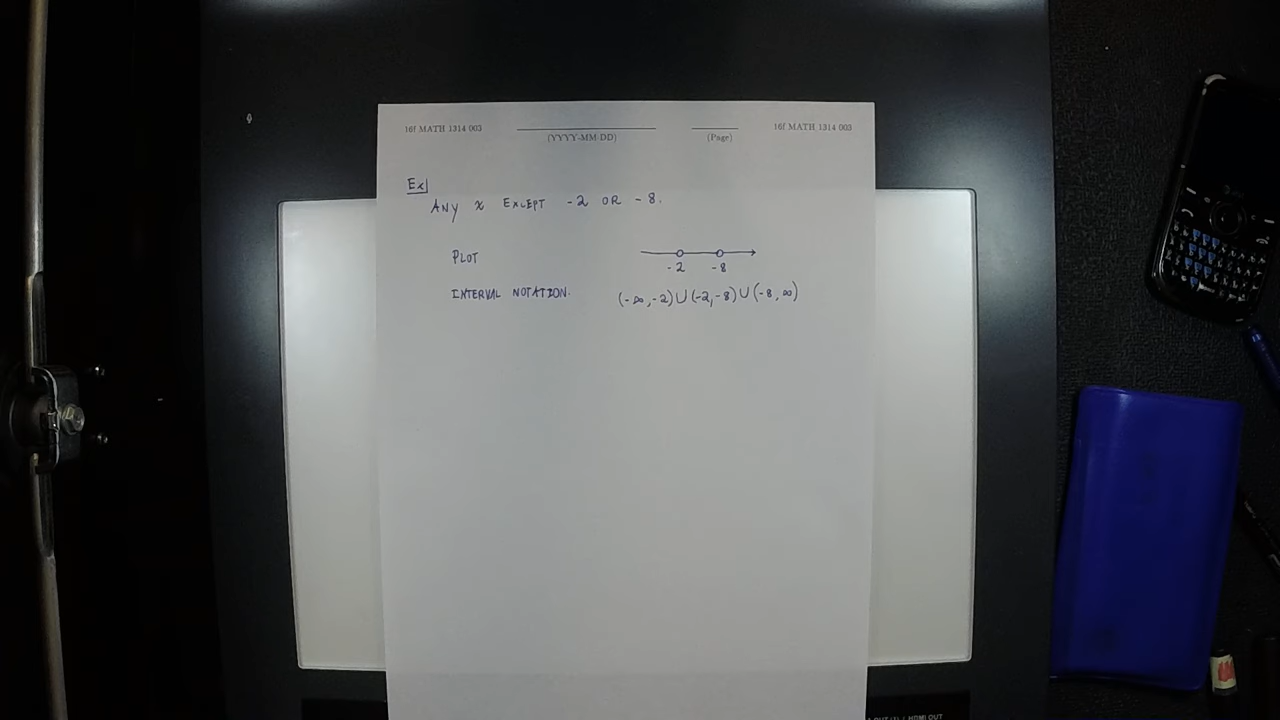 16f MATH 1314 003 (YYYY-MM DD) (Page) 16f MATH 1314 003
Ex
ANY x EXCEPT -2 OR -8.
PLOT
-2 -8
INTERVAL NOTATION. (-∞,-2)∪(-2,-8)∪(-8,∞)